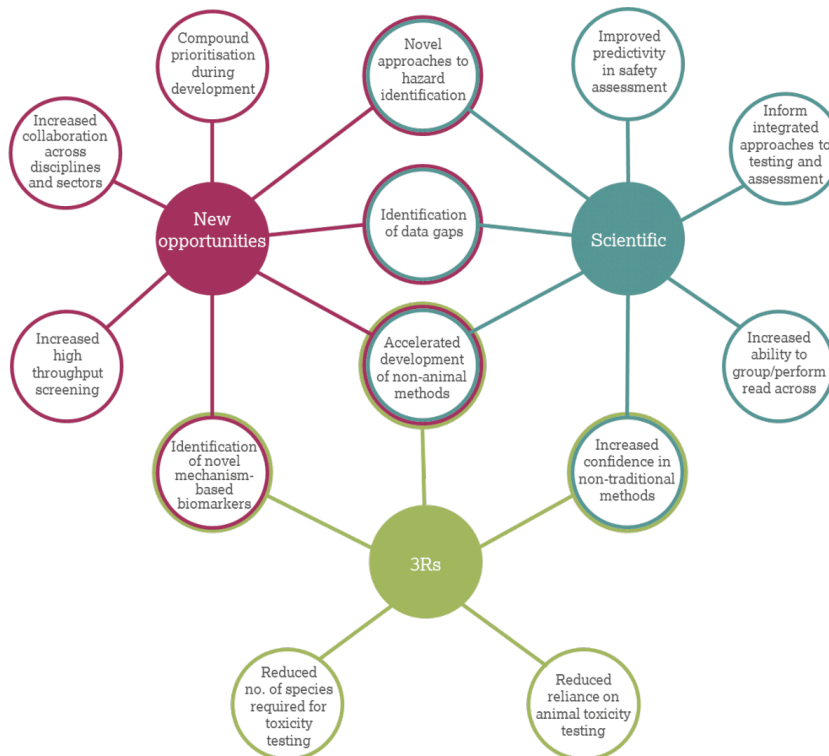 Compound
prioritisation
during
development
Novel
approaches to
hazard
identification
Improved
predictivity
in safety
assessment
Increased
collaboration
across
disciplines
and sectors
Inform
integrated
approaches to
testing and
assessment
New
opportunities
Identification
of data gaps
Scientific
Increased
high
throughput
screening
Accelerated
development
of non-animal
methods
Increased
ability to
group/perform
read across
Identification
of novel
mechanism-
based
biomarkers
Increased
confidence in
non-traditional
methods
3Rs
Reduced
no. of species
required for
toxicity
testing
Reduced
reliance on
animal toxicity
testing